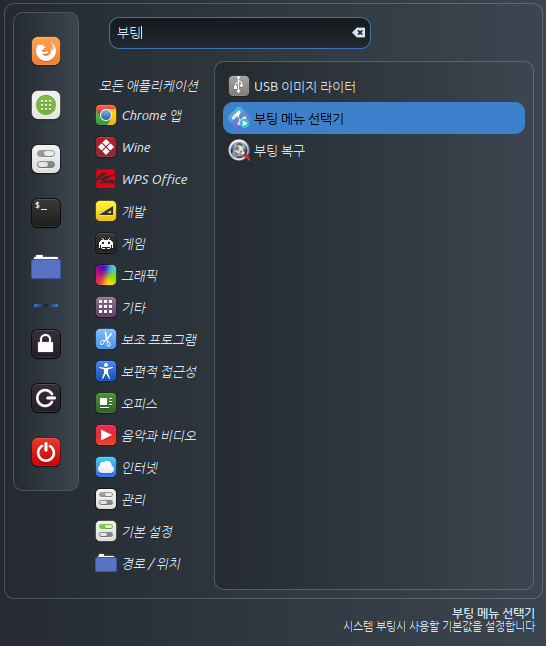 부팅
모든 애플리케이션
Chrome 앱
Wine
WPS Office
개발
게임
그래픽
기타
보조 프로그램
보편적 접근성
오피스
음악과 비디오
인터넷
관리
기본 설정
경로 / 위치
USB 이미지 라이터
부팅 메뉴 선택기
부팅 복구
$_
부팅 메뉴 선택기
시스템 부팅시 사용할 기본값을 설정합니다